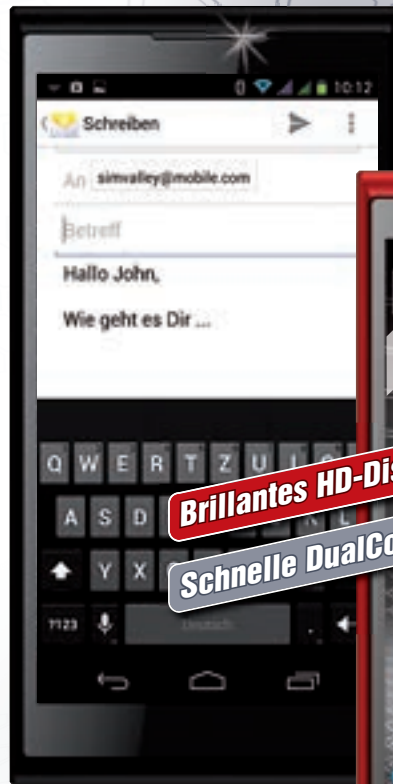 10:12
Schreiben
An simvalley@mobile.com
Betreff
Hallo John,
Wie geht es Dir ...
Q W E R T Z U
A S D
Brillantes HD-Dis
Y X
Schnelle DualCo
?123
Deutsch